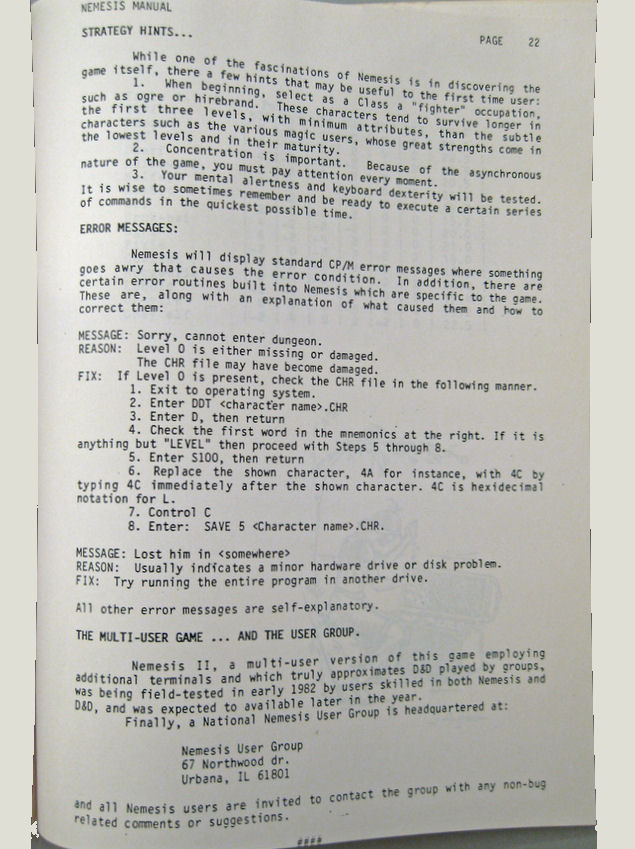 NEMESIS MANUAL
STRATEGY HINTS...
PAGE 22
While one of the fascinations of Nemesis is in discovering the
game itself, there a few hints that may be useful to the first time user:
1. When beginning, select as a Class a "fighter" occupation,
such as ogre or hirebrand. These characters tend to survive longer in
the first three levels, with minimum attributes, than the subtle
characters such as the various magic users, whose great strengths come in
the lowest levels and in their maturity.
2. Concentration is important. Because of the asynchronous
nature of the game, you must pay attention every moment.
3. Your mental alertness and keyboard dexterity will be tested.
It is wise to sometimes remember and be ready to execute a certain series
of commands in the quickest possible time.
ERROR MESSAGES:
Nemesis will display standard CP/M error messages where something
goes awry that causes the error condition. In addition, there are
certain error routines built into Nemesis which are specific to the game.
These are, along with an explanation of what caused them and how to
correct them:
MESSAGE: Sorry, cannot enter dungeon.
REASON: Level 0 is either missing or damaged.
The CHR file may have become damaged.
FIX: If Level 0 is present, check the CHR file in the following manner.
1. Exit to operating system.
2. Enter DDT <character name>.CHR
3. Enter D, then return
4. Check the first word in the mnemonics at the right. If it is
anything but "LEVEL" then proceed with Steps 5 through 8.
5. Enter S100, then return
6. Replace the shown character, 4A for instance, with 4C by
typing 4C immediately after the shown character. 4C is hexidecimal
notation for L.
7. Control C
8. Enter: SAVE 5 <Character name>.CHR.
MESSAGE: Lost him in <somewhere>
REASON: Usually indicates a minor hardware drive or disk problem.
FIX: Try running the entire program in another drive.
All other error messages are self-explanatory.
THE MULTI-USER GAME ... AND THE USER GROUP.
Nemesis II, a multi-user version of this game employing
additional terminals and which truly approximates D&D played by groups,
was being field-tested in early 1982 by users skilled in both Nemesis and
D&D, and was expected to available later in the year.
Finally, a National Nemesis User Group is headquartered at:
Nemesis User Group
67 Northwood dr.
Urbana, IL 61801
and all Nemesis users are invited to contact the group with any non-bug
related comments or suggestions.
####